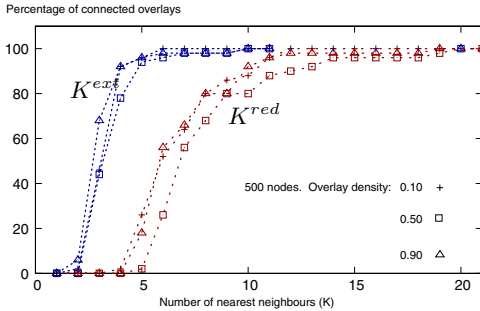 Percentage of connected overlays
100
80
60
40
20
0
K^{ext}
K^{red}
500 nodes. Overlay density: 0.10
0.50
0.90
0 5 10 15 20
Number of nearest neighbours (K)